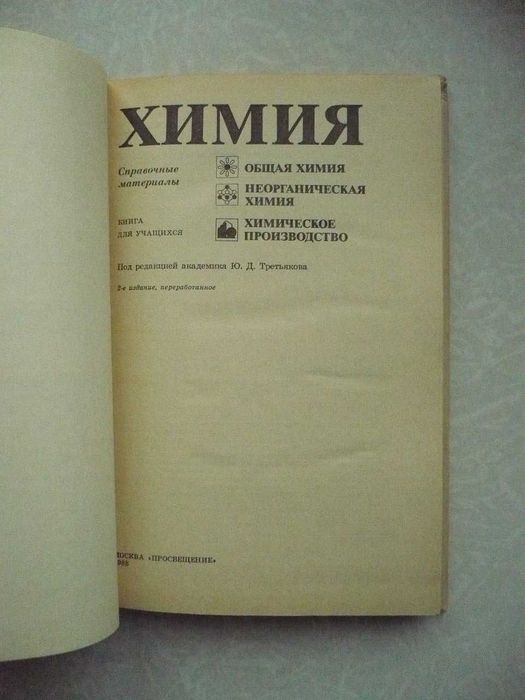 ХИМИЯ
Справочные
материалы
КНИГА
ДЛЯ УЧАЩИХСЯ
ОБЩАЯ ХИМИЯ
НЕОРГАНИЧЕСКАЯ
ХИМИЯ
ХИМИЧЕСКОЕ
ПРОИЗВОДСТВО
Под редакцией академика Ю. Д. Третьякова
2-е издание, переработанное
МОСКВА «ПРОСВЕЩЕНИЕ»